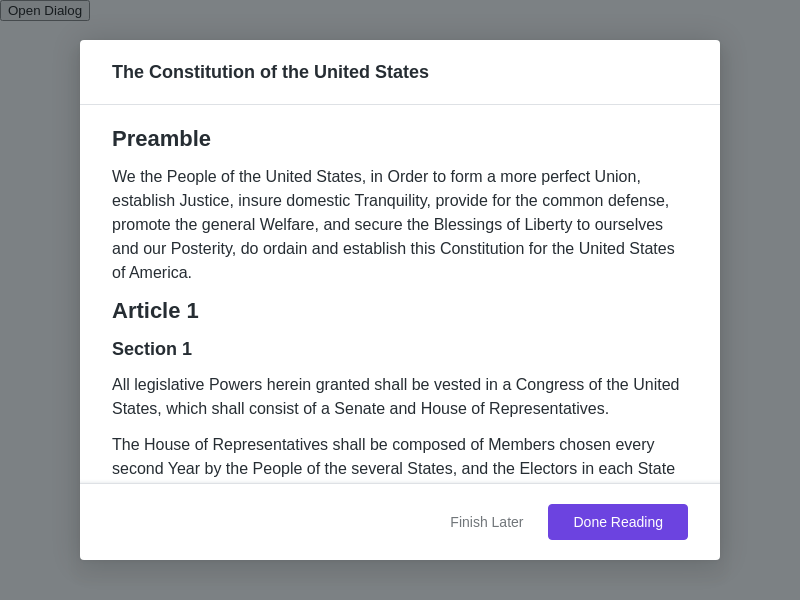 Open Dialog
The Constitution of the United States
Preamble
We the People of the United States, in Order to form a more perfect Union,
establish Justice, insure domestic Tranquility, provide for the common defense,
promote the general Welfare, and secure the Blessings of Liberty to ourselves
and our Posterity, do ordain and establish this Constitution for the United States
of America.
Article 1
Section 1
All legislative Powers herein granted shall be vested in a Congress of the United
States, which shall consist of a Senate and House of Representatives.
The House of Representatives shall be composed of Members chosen every
second Year by the People of the several States, and the Electors in each State
Finish Later
Done Reading